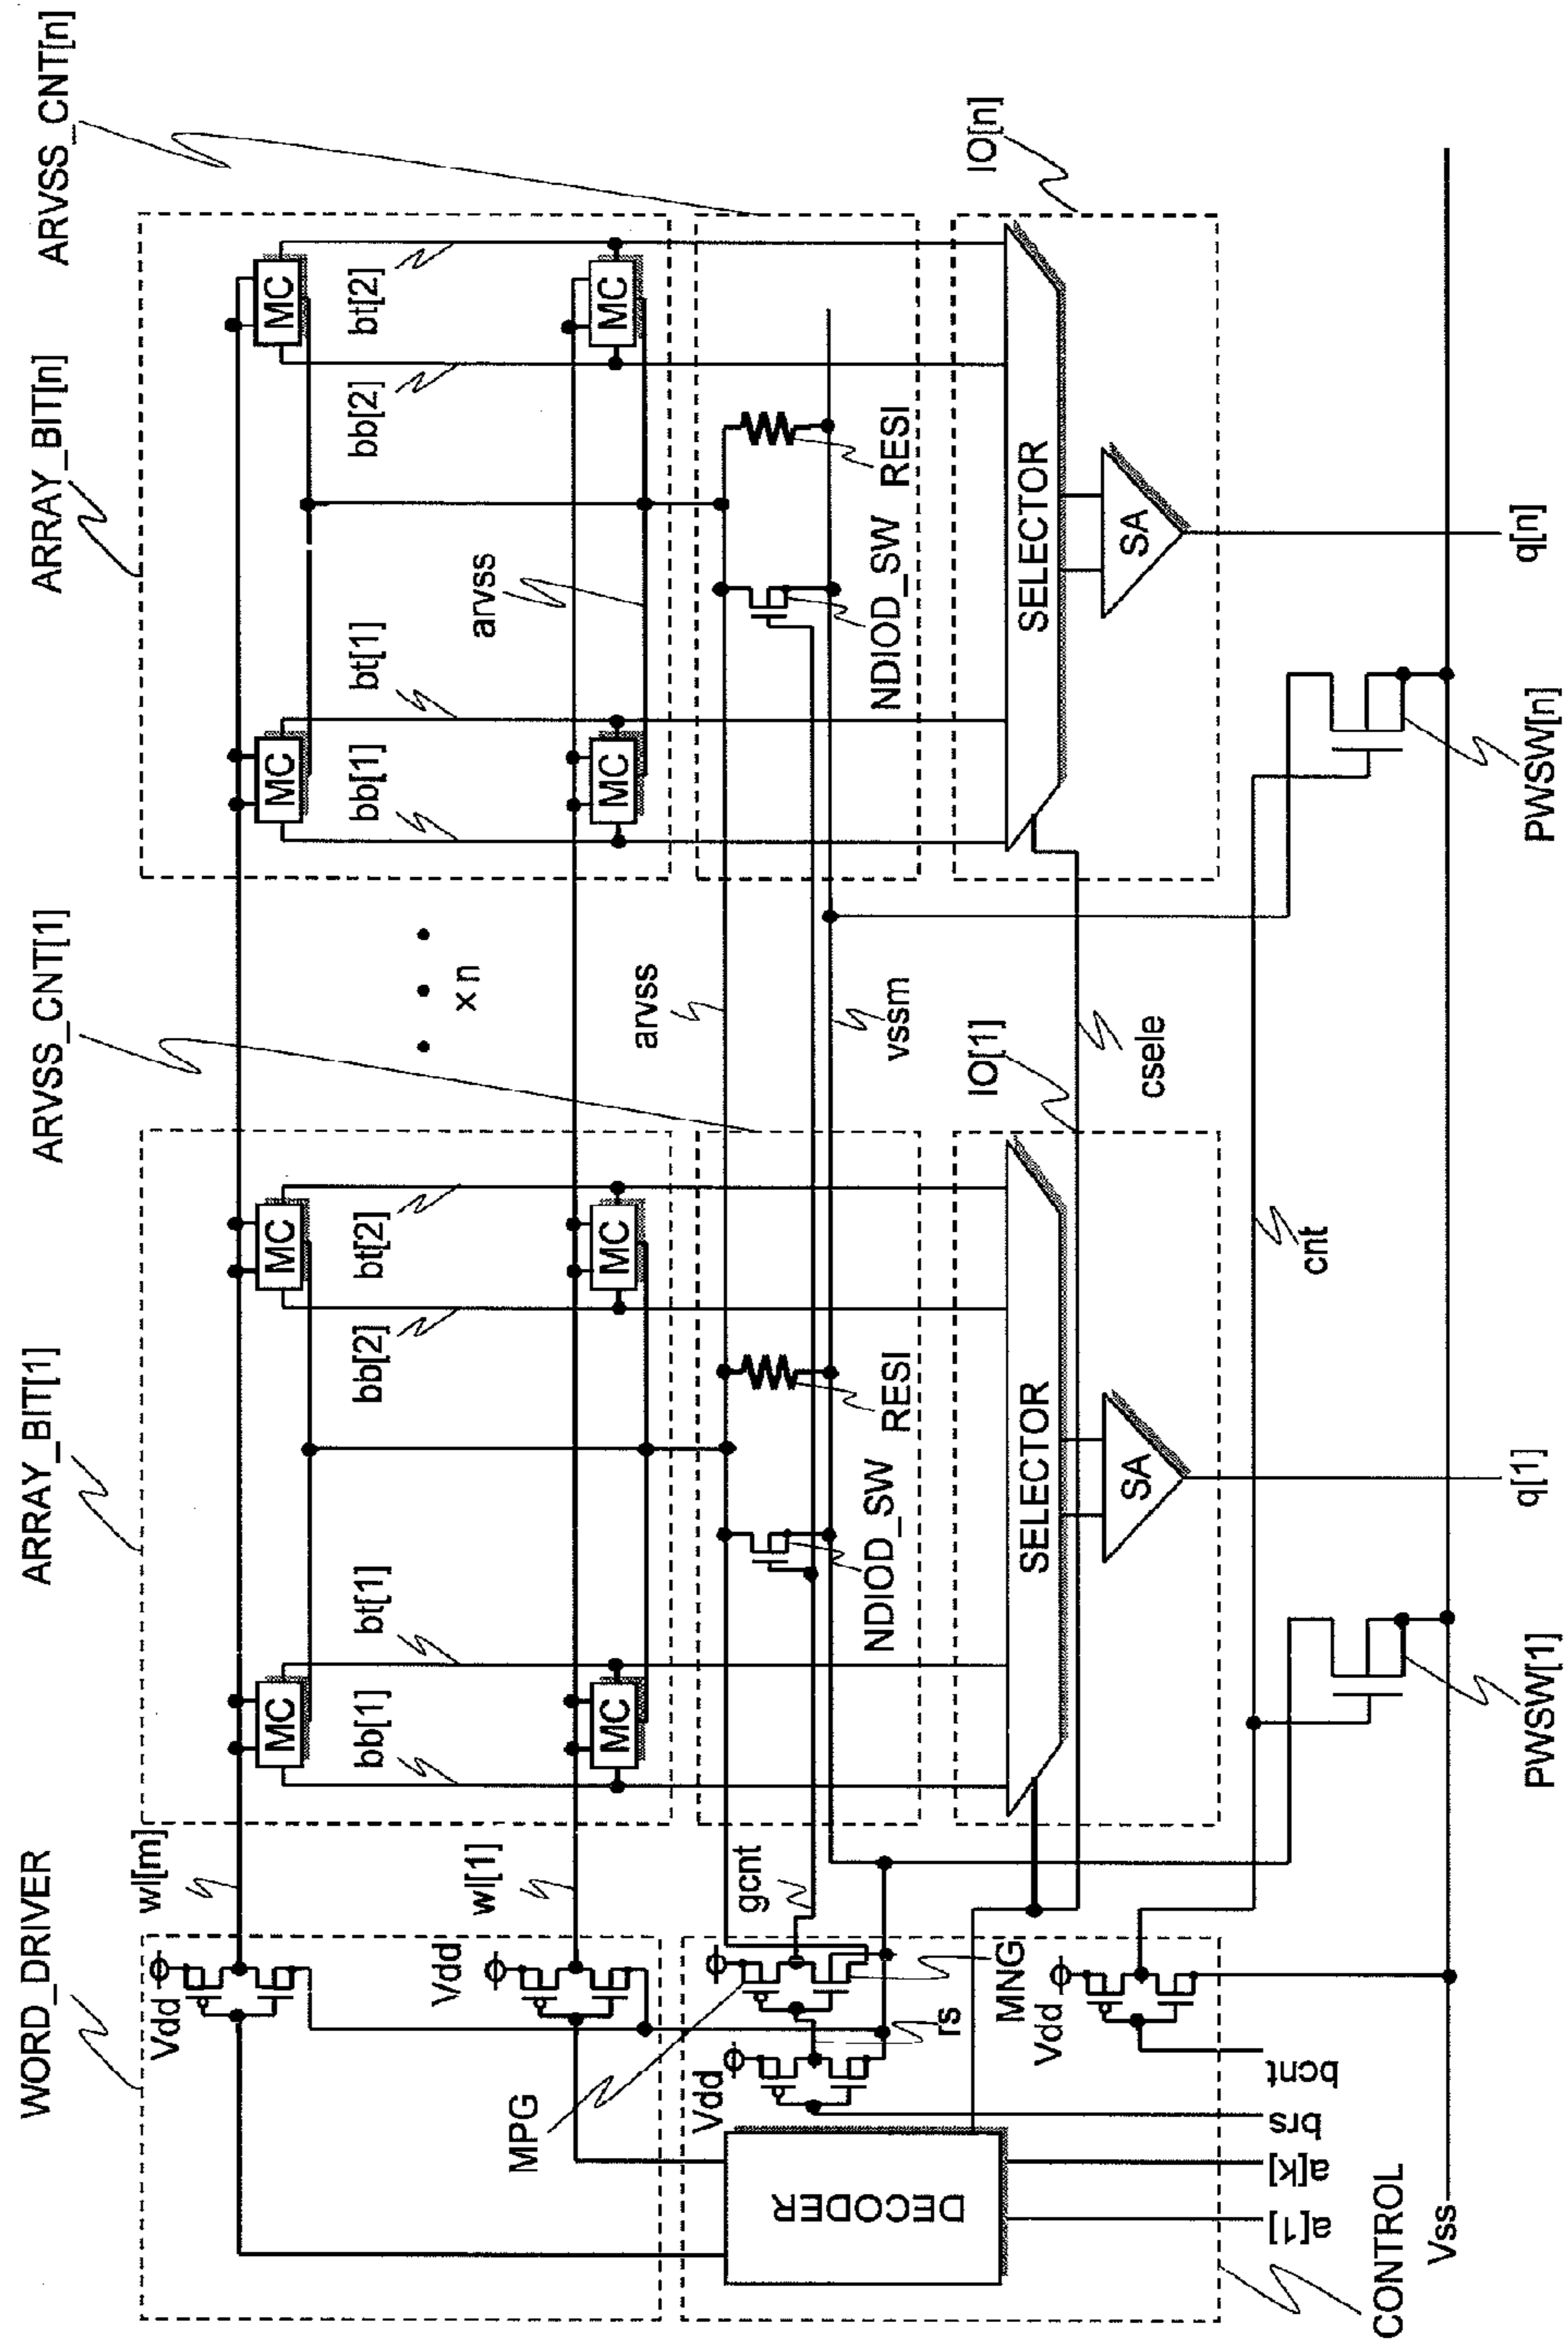 WORD_DRIVER
ARRAY_BIT[1]
ARVSS_CNT[1]
ARRAY_BIT[n]
ARVSS_CNT[n]
wl[m]
Vdd
MC
MC
MC
MC
bb[1]
bt[1]
bb[2]
bt[2]
× n
bb[1]
bt[1]
bb[2]
bt[2]
Vdd
wl[1]
arvss
MC
MC
MC
MC
MPG
gcnt
arvss
Vdd
rs
MNG
NDIOD_SW
RESI
vssm
NDIOD_SW
RESI
IO[1]
IO[n]
DECODER
SELECTOR
SELECTOR
csele
Vdd
SA
SA
a[1]
a[k]
brs
bcnt
cnt
CONTROL
Vss
PWSW[1]
q[1]
PWSW[n]
q[n]